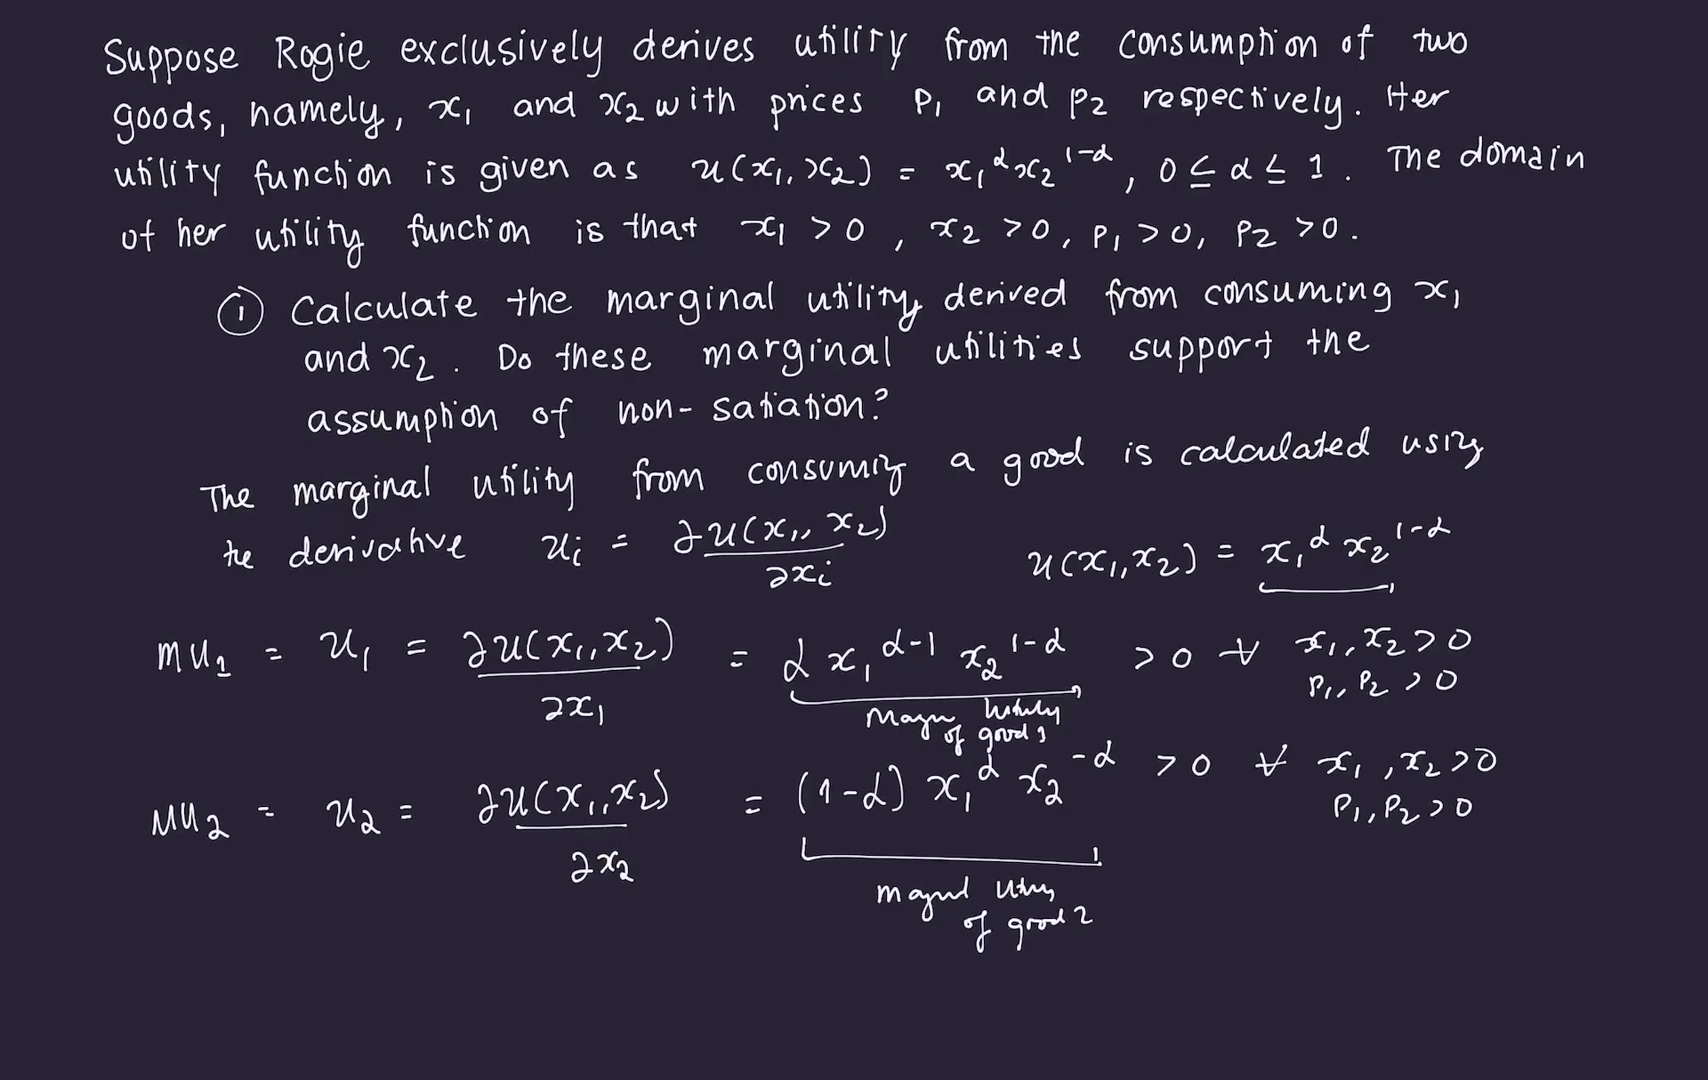 Suppose Rogie exclusively derives utility from the consumption of two
goods, namely, x₁ and x₂ with prices P₁ and P₂ respectively. Her
utility function is given as u(x₁, x₂) = x₁^α x₂^1-α, 0 ≤ α ≤ 1. The domain
of her utility function is that x₁ > 0, x₂ > 0, P₁ > 0, P₂ > 0.
① Calculate the marginal utility derived from consuming x₁
and x₂. Do these marginal utilities support the
assumption of non-satiation?
The marginal utility from consuming a good is calculated using
the derivative uᵢ = ∂u(x₁, x₂)/∂xᵢ u(x₁, x₂) = x₁^α x₂^1-α
MU₁ = u₁ = ∂u(x₁, x₂)/∂x₁ = α x₁^α-1 x₂^1-α > 0 ∀ x₁, x₂ > 0
P₁, P₂ > 0
of good 1
MU₂ = u₂ = ∂u(x₁, x₂)/∂x₂ = (1-α) x₁^α x₂^-α > 0 ∀ x₁, x₂ > 0
P₁, P₂ > 0
of good 2